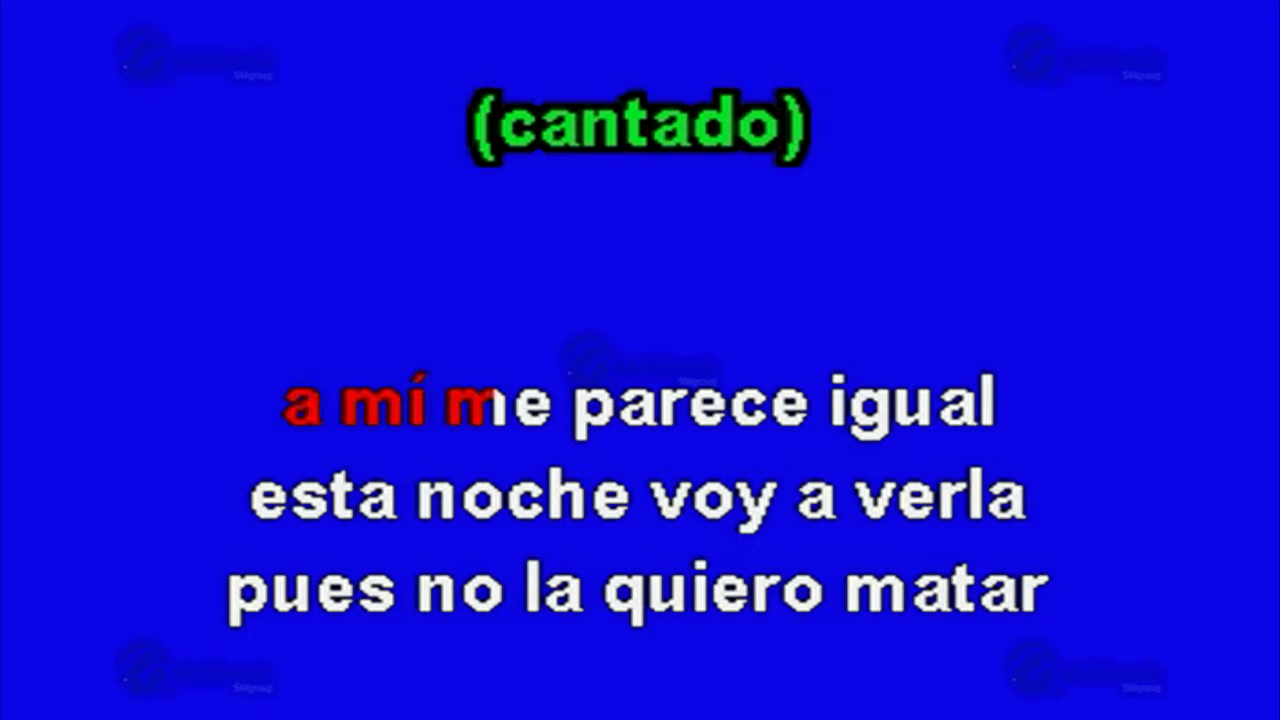 (cantado)
a mí me parece igual
esta noche voy a verla
pues no la quiero matar